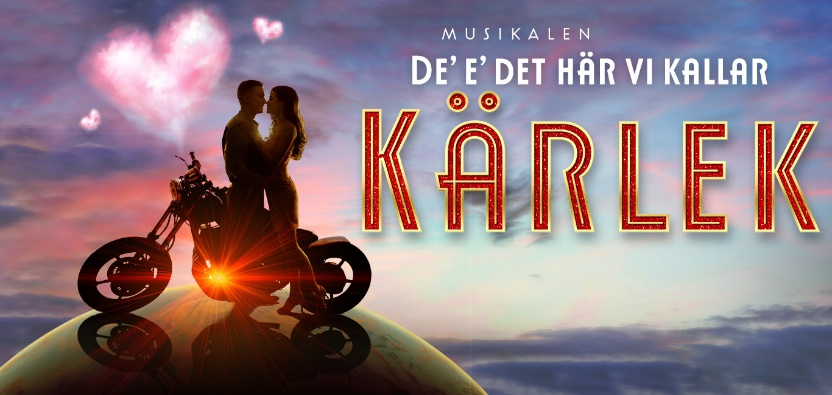 MUSIKALEN
DE' E' DET HÄR VI KALLAR
KÄRLEK